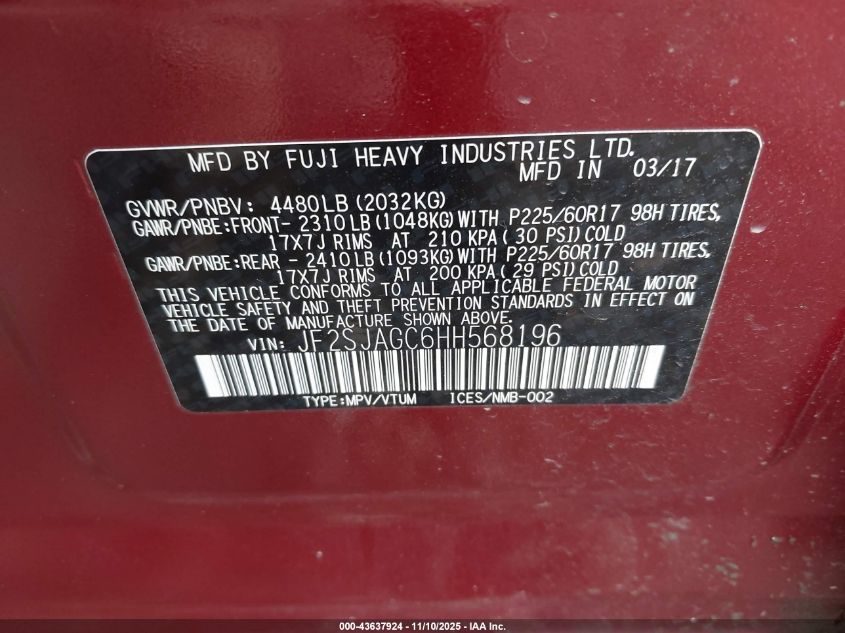 MFD BY FUJI HEAVY INDUSTRIES LTD.
MFD IN 03/17
GVWR/PNBV: 4480LB (2032KG)
GAWR/PNBE:FRONT- 2310LB (1048KG)WITH P225/60R17 98H TIRES,
17X7J RIMS AT 210 KPA( 30 PSI)COLD
GAWR/PNBE:REAR - 2410LB (1093KG)WITH P225/60R17 98H TIRES,
17X7J RIMS AT 200 KPA (29 PSI)COLD
THIS VEHICLE CONFORMS TO ALL APPLICABLE FEDERAL MOTOR
VEHICLE SAFETY AND THEFT PREVENTION STANDARDS IN EFFECT ON
THE DATE OF MANUFACTURE SHOWN ABOVE.
VIN: JF2SJAGC6HH568196
TYPE:MPV/VTUM ICES/NMB-002
000-43637924 - 11/10/2025 - IAA Inc.